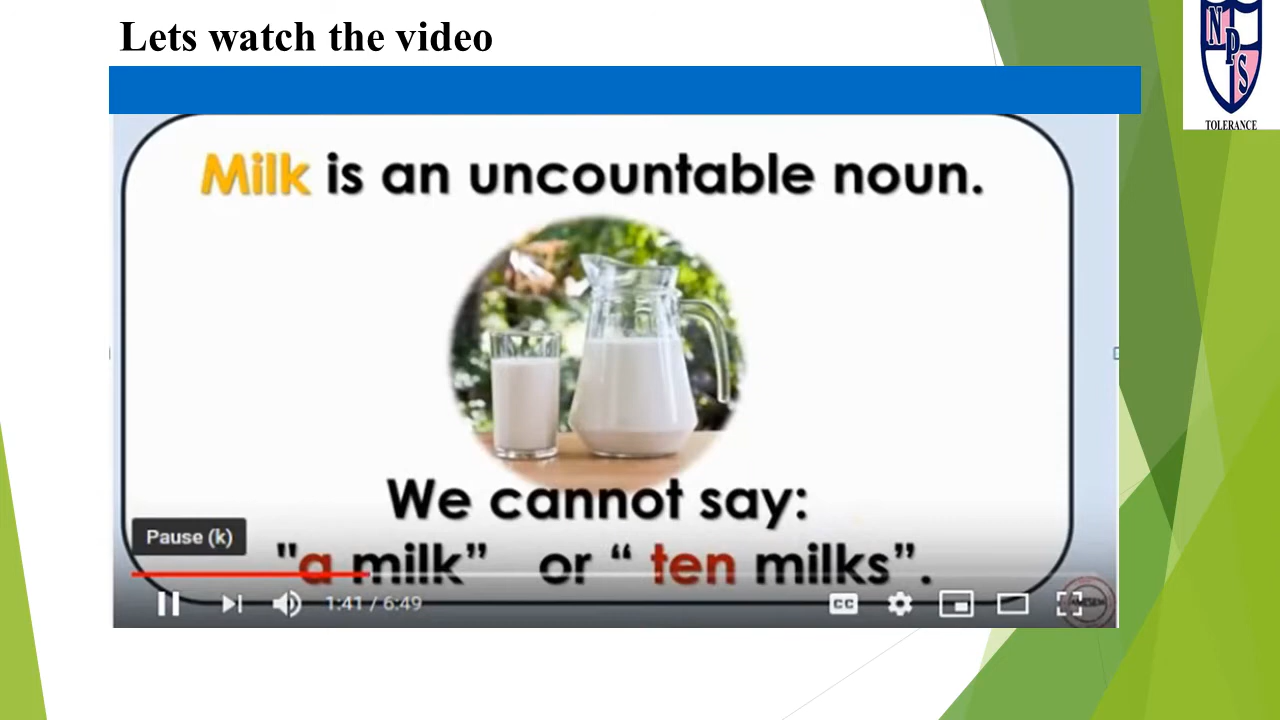 Lets watch the video
N
P
S
TOLERANCE
Milk is an uncountable noun.
We cannot say:
"a milk” or “ ten milks”.
Pause (k)
1:41 / 6:49
CC